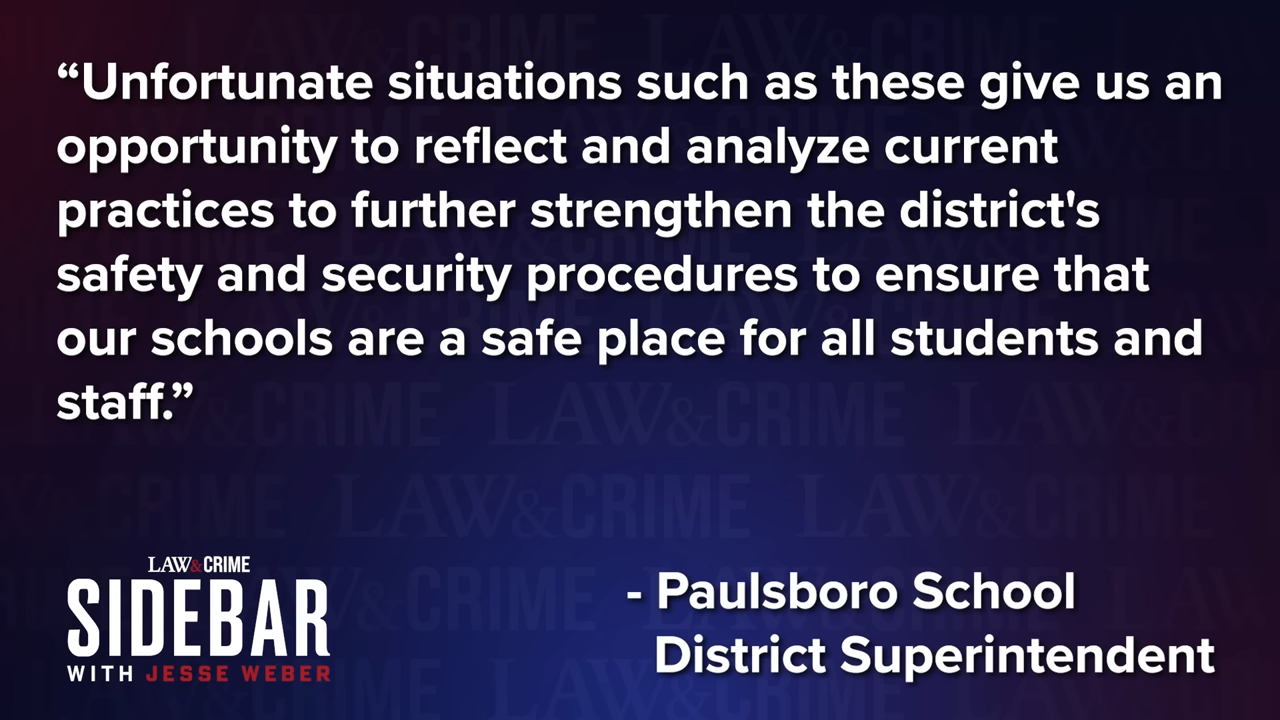 “Unfortunate situations such as these give us an
opportunity to reflect and analyze current
practices to further strengthen the district's
safety and security procedures to ensure that
our schools are a safe place for all students and
staff.”
LAW&CRIME
SIDEBAR
WITH JESSE WEBER
- Paulsboro School
District Superintendent